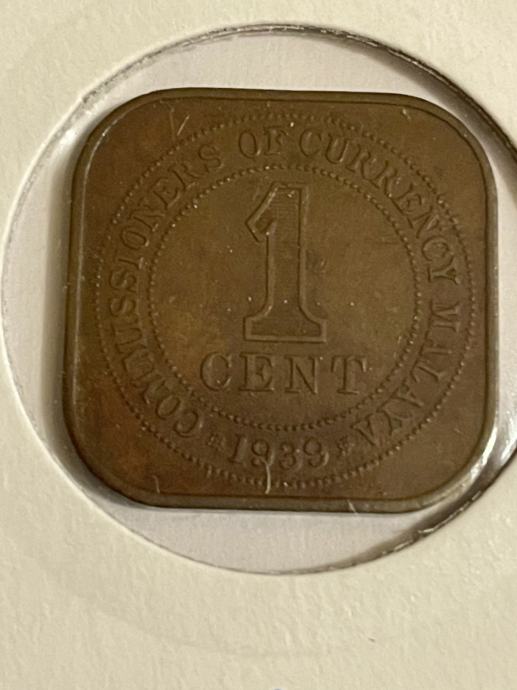 COMMISSIONERS OF CURRENCY MALAYA
1
CENT
1939